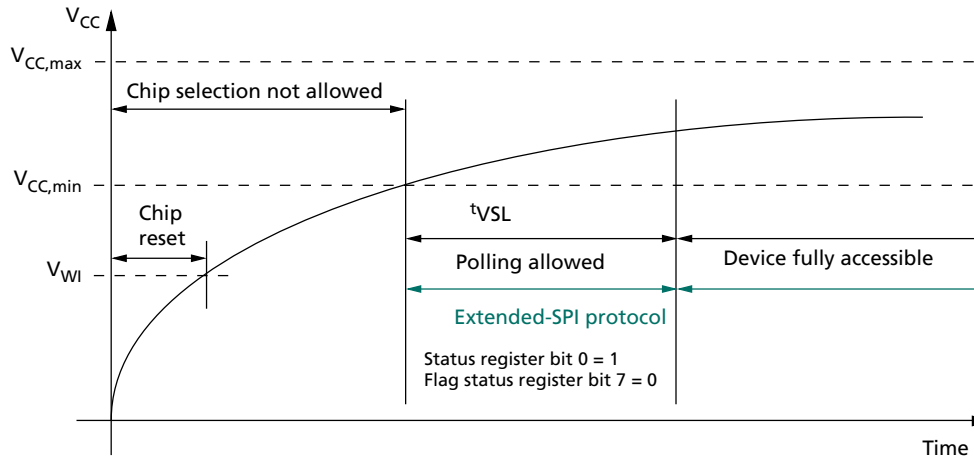 VCC
VCC,max
Chip selection not allowed
VCC,min
Chip
reset
tVSL
VWI
Polling allowed
Device fully accessible
Extended-SPI protocol
Status register bit 0 = 1
Flag status register bit 7 = 0
Time